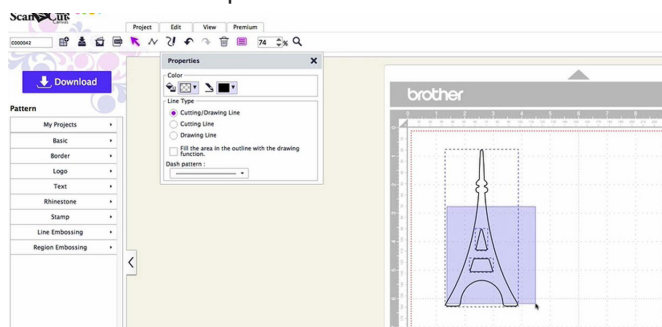 ScanNCut
Project Edit View Premium
C000042
74 %
Properties X
Color
Download
brother
Line Type
Cutting/Drawing Line
Pattern
Cutting Line
My Projects
Drawing Line
Basic
Fill the area in the outline with the drawing
function.
Border
Dash pattern :
Logo
Text
Rhinestone
Stamp
Line Embossing
Region Embossing